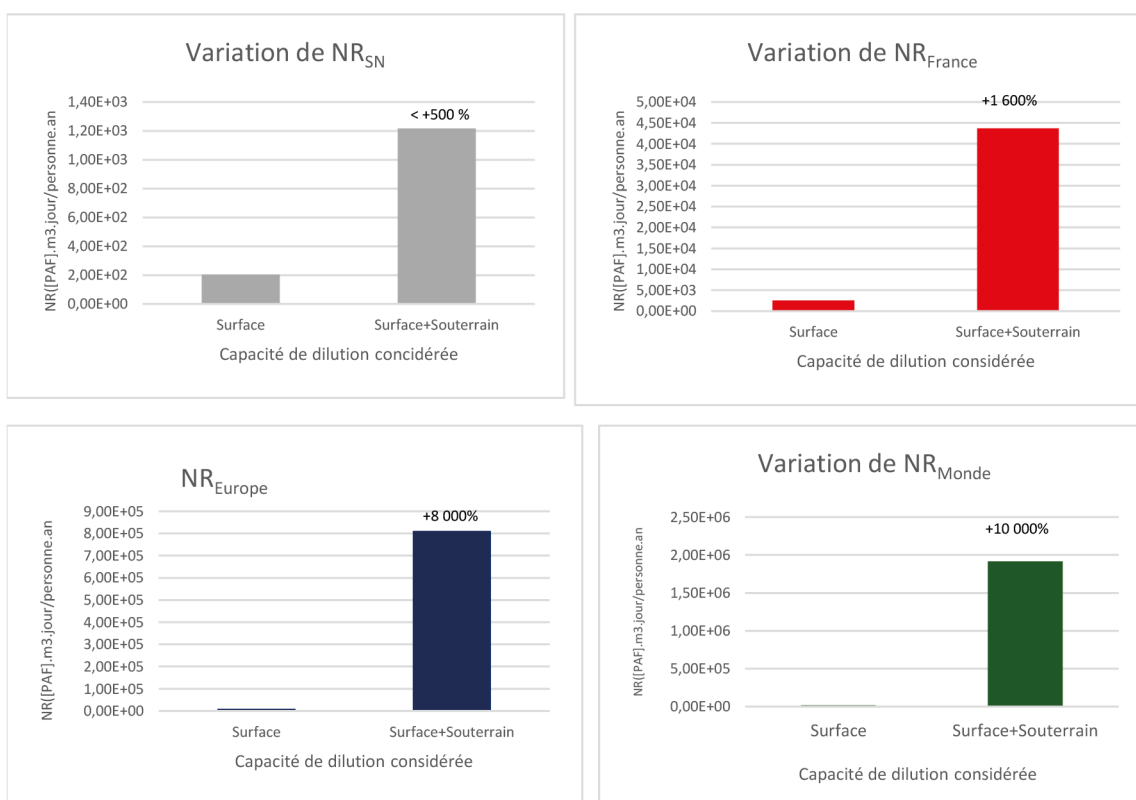 Variation de NRSN
NR([PAF].m3.jour/personne.an
1,40E+03
1,20E+03
1,00E+03
8,00E+02
6,00E+02
4,00E+02
2,00E+02
0,00E+00
< +500 %
Surface
Surface+Souterrain
Capacité de dilution concidérée
Variation de NRFrance
NR([PAF].m3.jour/personne.an
5,00E+04
4,50E+04
4,00E+04
3,50E+04
3,00E+04
2,50E+04
2,00E+04
1,50E+04
1,00E+04
5,00E+03
0,00E+00
+1 600%
Surface
Surface+Souterrain
Capacité de dilution considérée
NREurope
NR([PAF].m3.jour/personne.an
9,00E+05
8,00E+05
7,00E+05
6,00E+05
5,00E+05
4,00E+05
3,00E+05
2,00E+05
1,00E+05
0,00E+00
+8 000%
Surface
Surface+Souterrain
Capacité de dilution considérée
Variation de NRMonde
NR([PAF].m3.jour/personne.an
2,50E+06
2,00E+06
1,50E+06
1,00E+06
5,00E+05
0,00E+00
+10 000%
Surface
Surface+Souterrain
Capacité de dilution considérée